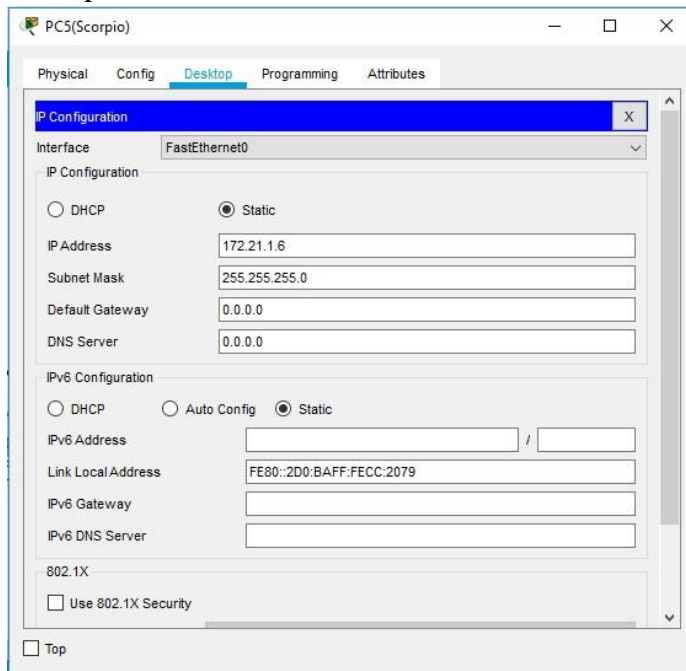 PC5(Scorpio)
Physical Config Desktop Programming Attributes
IP Configuration X
Interface FastEthernet0
IP Configuration
DHCP Static
IP Address 172.21.1.6
Subnet Mask 255.255.255.0
Default Gateway 0.0.0.0
DNS Server 0.0.0.0
IPv6 Configuration
DHCP Auto Config Static
IPv6 Address /
Link Local Address FE80::2D0:BAFF:FECC:2079
IPv6 Gateway
IPv6 DNS Server
802.1X
Use 802.1X Security
Top